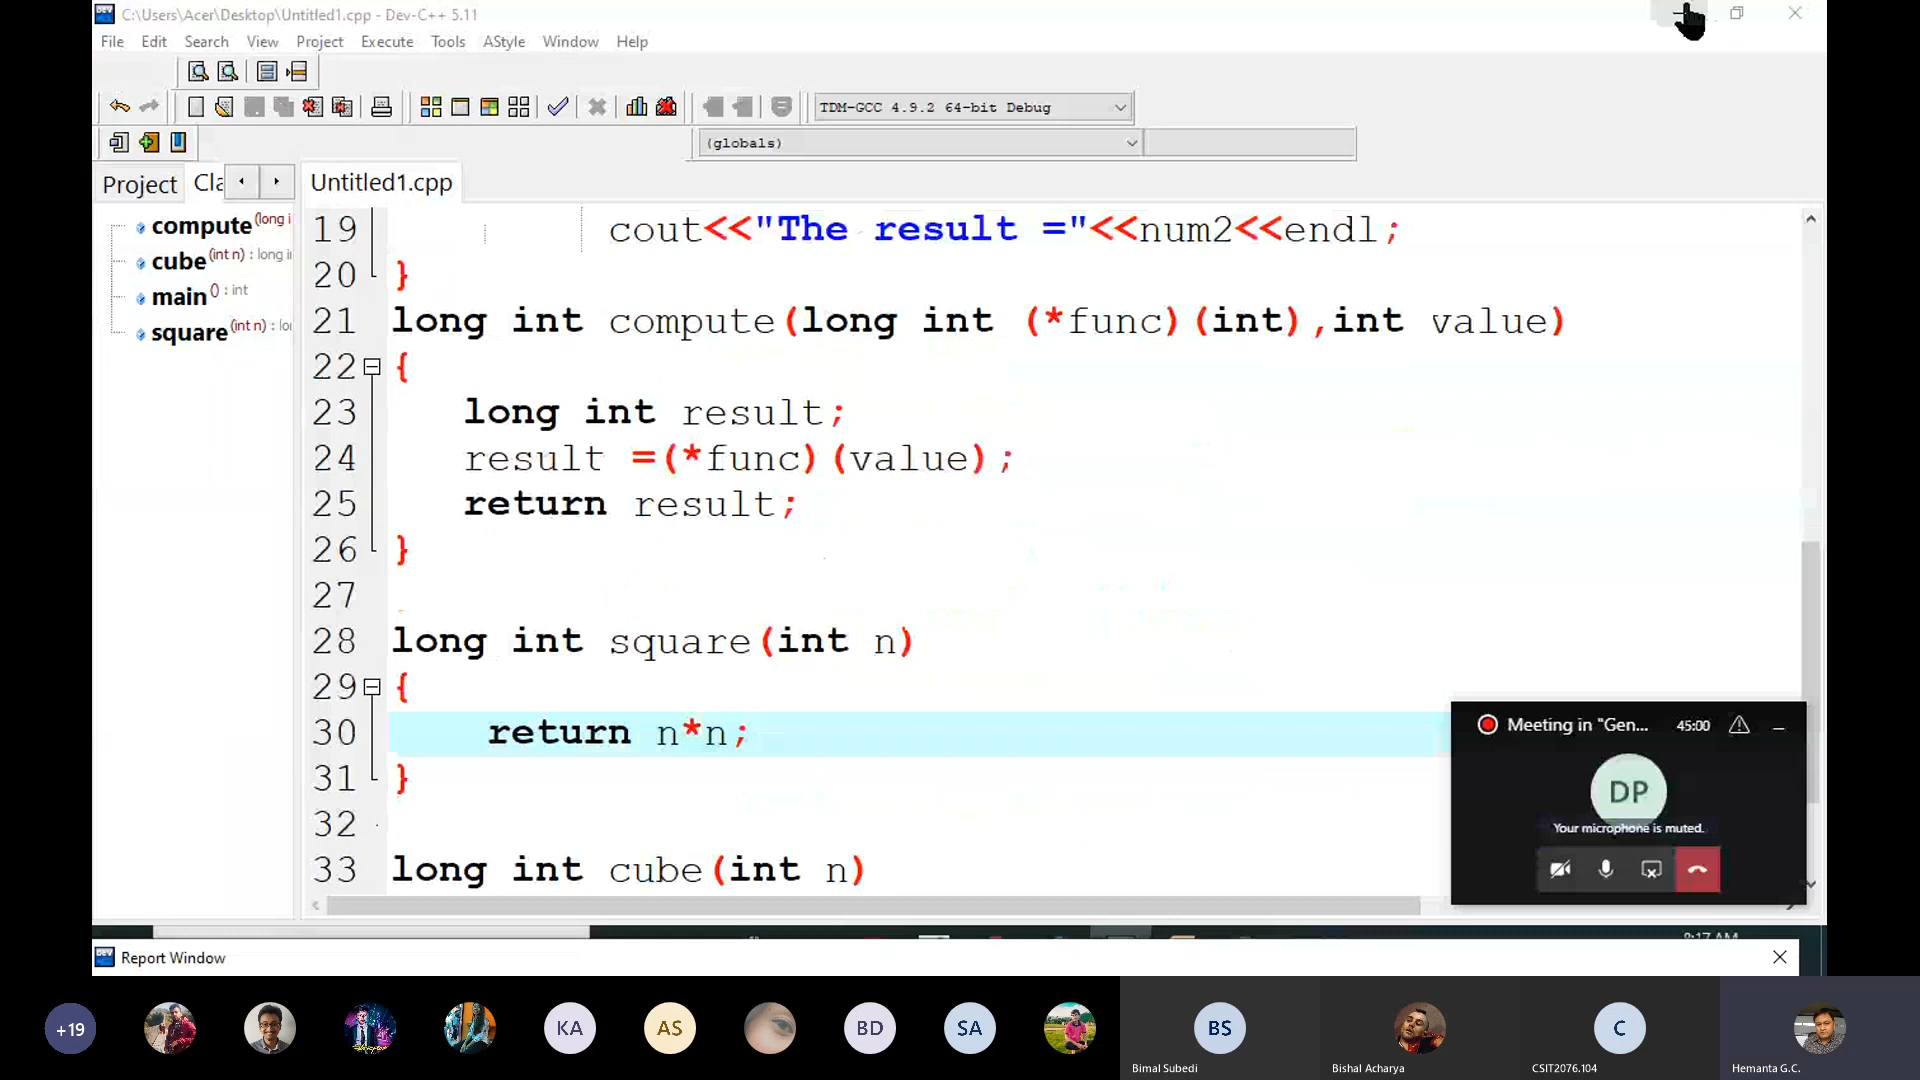 C:\Users\Acer\Desktop\Untitled1.cpp - Dev-C++ 5.11
File Edit Search View Project Execute Tools AStyle Window Help
TDM-GCC 4.9.2 64-bit Debug
(globals)
Project Cla
Untitled1.cpp
compute (long i
cube (int n) : long i
main () : int
square (int n) : lo
19 cout<<"The result ="<<num2<<endl;
20 }
21 long int compute(long int (*func)(int),int value)
22 {
23 long int result;
24 result =(*func)(value);
25 return result;
26 }
27
28 long int square(int n)
29 {
30 return n*n;
31 }
32
33 long int cube(int n)
Meeting in "Gen... 45:00
DP
Your microphone is muted.
8:17 AM
Report Window
+19 KA AS BD SA BS C
Bimal Subedi Bishal Acharya CSIT2076.104 Hemanta G.C.